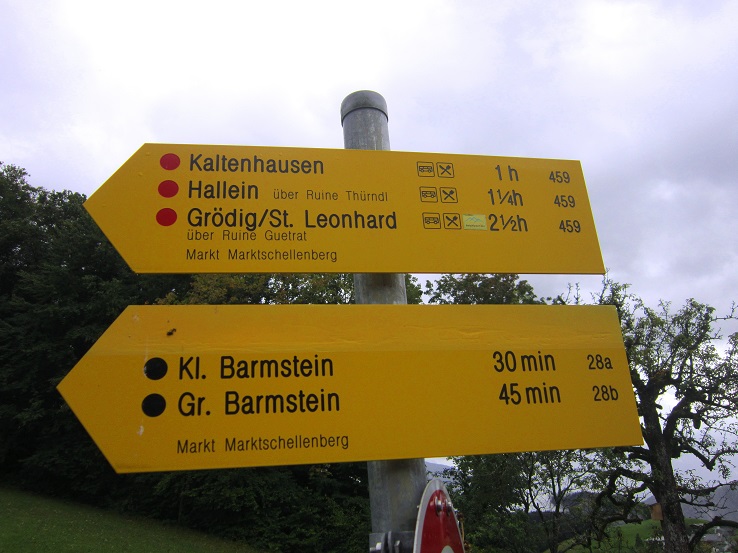 Kaltenhausen 1 h 459
Hallein über Ruine Thürndl 1¼h 459
Grödig/St. Leonhard 2½h 459
über Ruine Guetrat
Markt Marktschellenberg
Kl. Barmstein 30 min 28a
Gr. Barmstein 45 min 28b
Markt Marktschellenberg